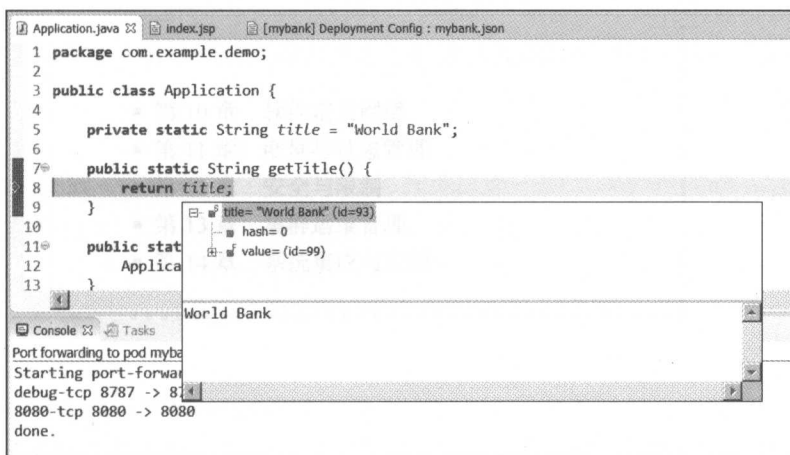 Application.java index.jsp [mybank] Deployment Config : mybank.json
1 package com.example.demo;
2
3 public class Application {
4
5 private static String title = "World Bank";
6
7 public static String getTitle() {
8 return title;
9 }
10
11 public stat
12 Applica
13 }
title= "World Bank" (id=93)
hash= 0
value= (id=99)
World Bank
Console Tasks
Port forwarding to pod myba
Starting port-forwar
debug-tcp 8787 -> 87
8080-tcp 8080 -> 8080
done.